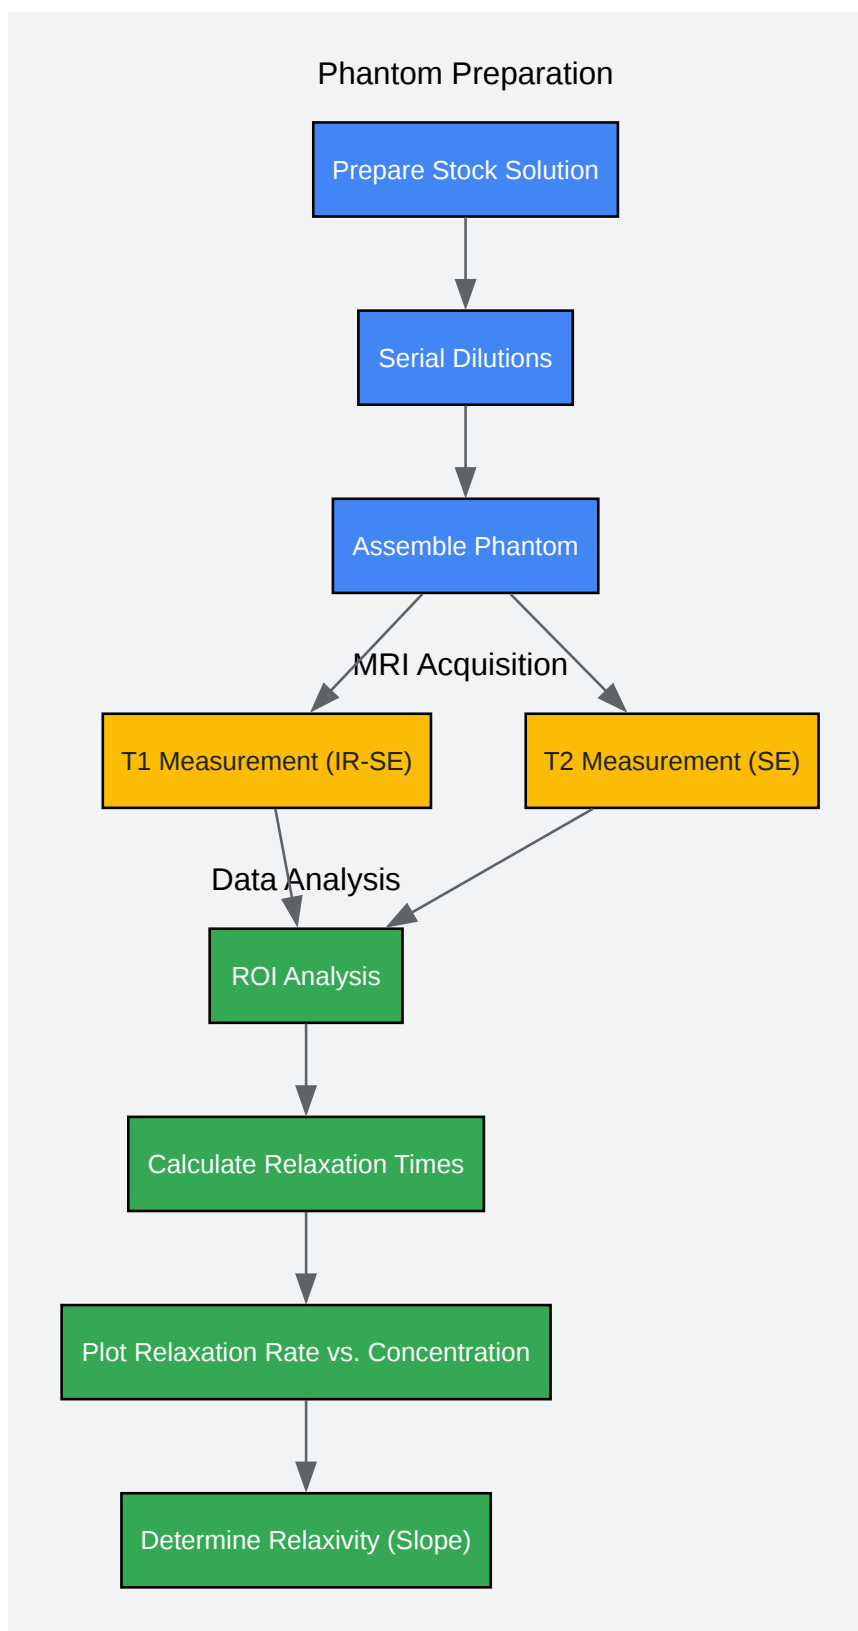 Phantom Preparation
Prepare Stock Solution
Serial Dilutions
Assemble Phantom
MRI Acquisition
T1 Measurement (IR-SE)
T2 Measurement (SE)
Data Analysis
ROI Analysis
Calculate Relaxation Times
Plot Relaxation Rate vs. Concentration
Determine Relaxivity (Slope)